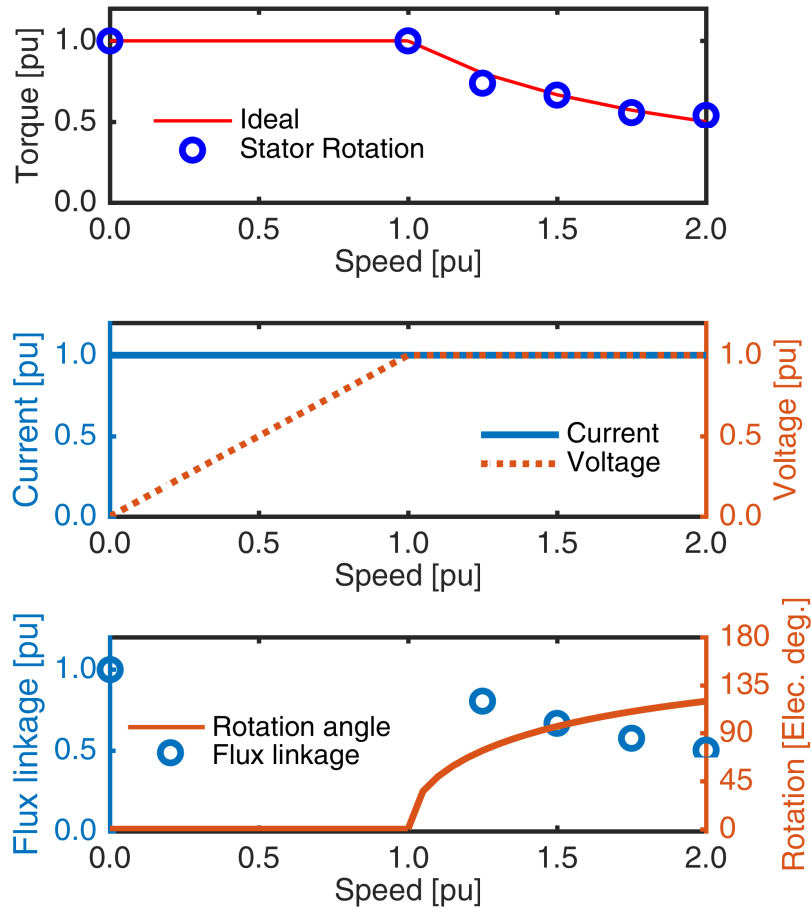 Torque [pu]
1.0
0.5
0.0
Ideal
Stator Rotation
0.0 0.5 1.0 1.5 2.0
Speed [pu]
Current [pu]
1.0
0.5
0.0
Current
Voltage
1.0
0.5
0.0
Voltage [pu]
0.0 0.5 1.0 1.5 2.0
Speed [pu]
Flux linkage [pu]
1.0
0.5
0.0
Rotation angle
Flux linkage
180
135
90
45
0
Rotation [Elec. deg.]
0.0 0.5 1.0 1.5 2.0
Speed [pu]